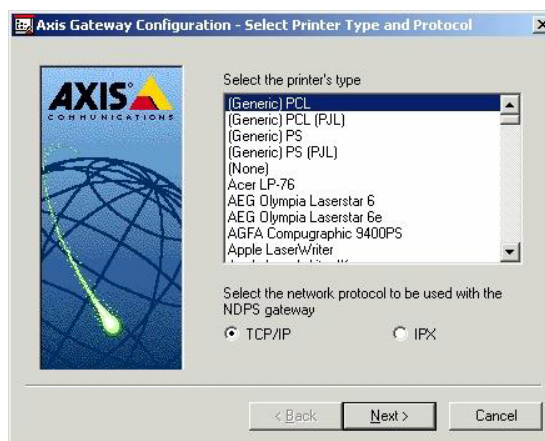 Axis Gateway Configuration - Select Printer Type and Protocol
AXIS
COMMUNICATIONS
Select the printer's type
(Generic) PCL
(Generic) PCL (PJL)
(Generic) PS
(Generic) PS (PJL)
(None)
Acer LP-76
AEG Olympia Laserstar 6
AEG Olympia Laserstar 6e
AGFA Compugraphic 9400PS
Apple LaserWriter
Select the network protocol to be used with the
NDPS gateway
TCP/IP
IPX
< Back
Next >
Cancel